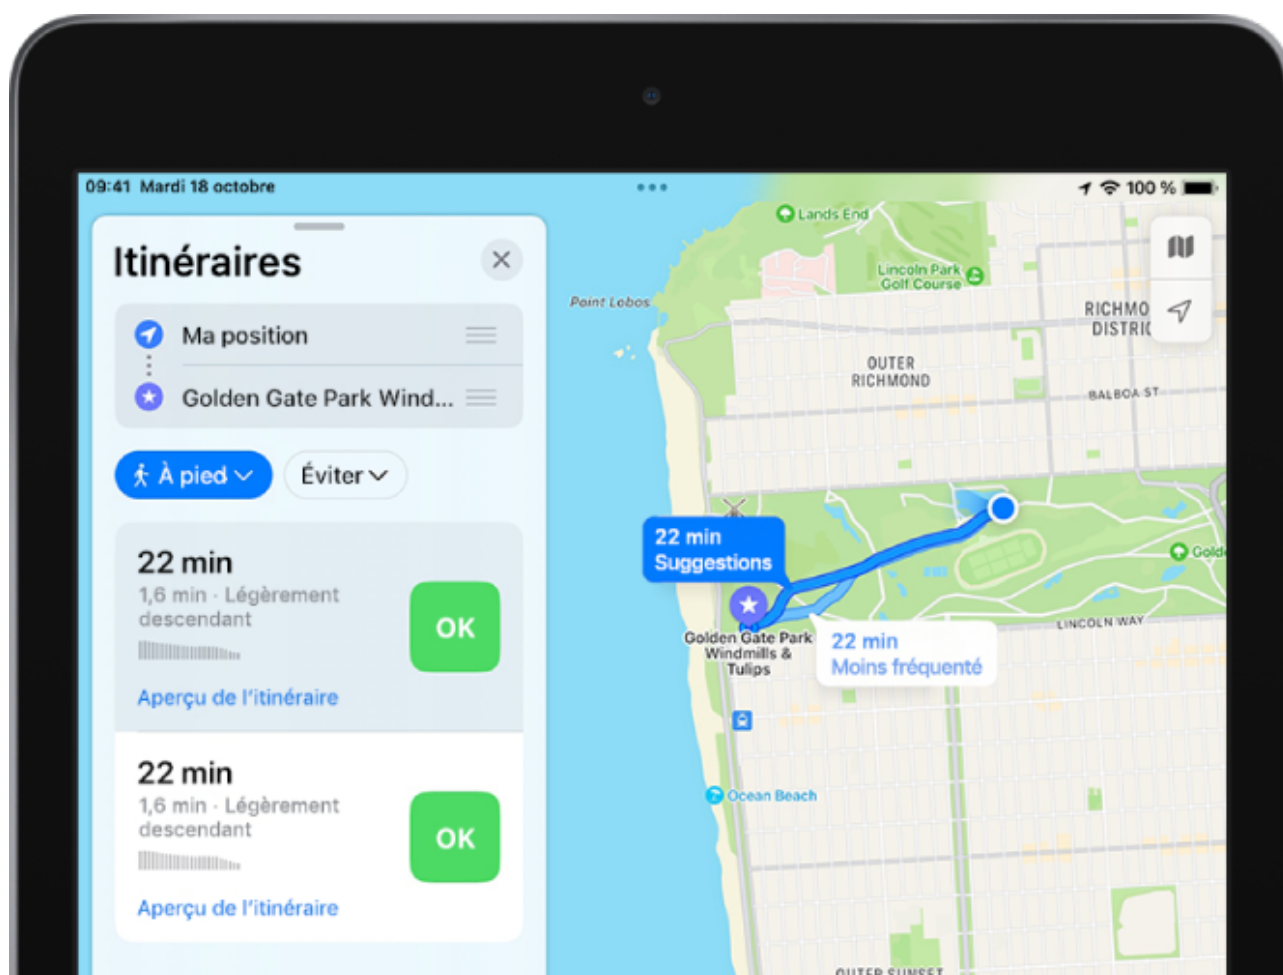 09:41 Mardi 18 octobre
100 %
Itinéraires
Ma position
Golden Gate Park Wind...
À pied
Éviter
22 min
1,6 min · Légèrement
descendant
OK
Aperçu de l'itinéraire
22 min
1,6 min · Légèrement
descendant
OK
Aperçu de l'itinéraire
Lands End
Lincoln Park
Golf Course
Point Lobos
RICHMO
DISTRIC
OUTER
RICHMOND
BALBOA ST
22 min
Suggestions
Golde
LINCOLN WAY
Golden Gate Park
Windmills &
Tulips
22 min
Moins fréquenté
Ocean Beach
OUTER SUNSET